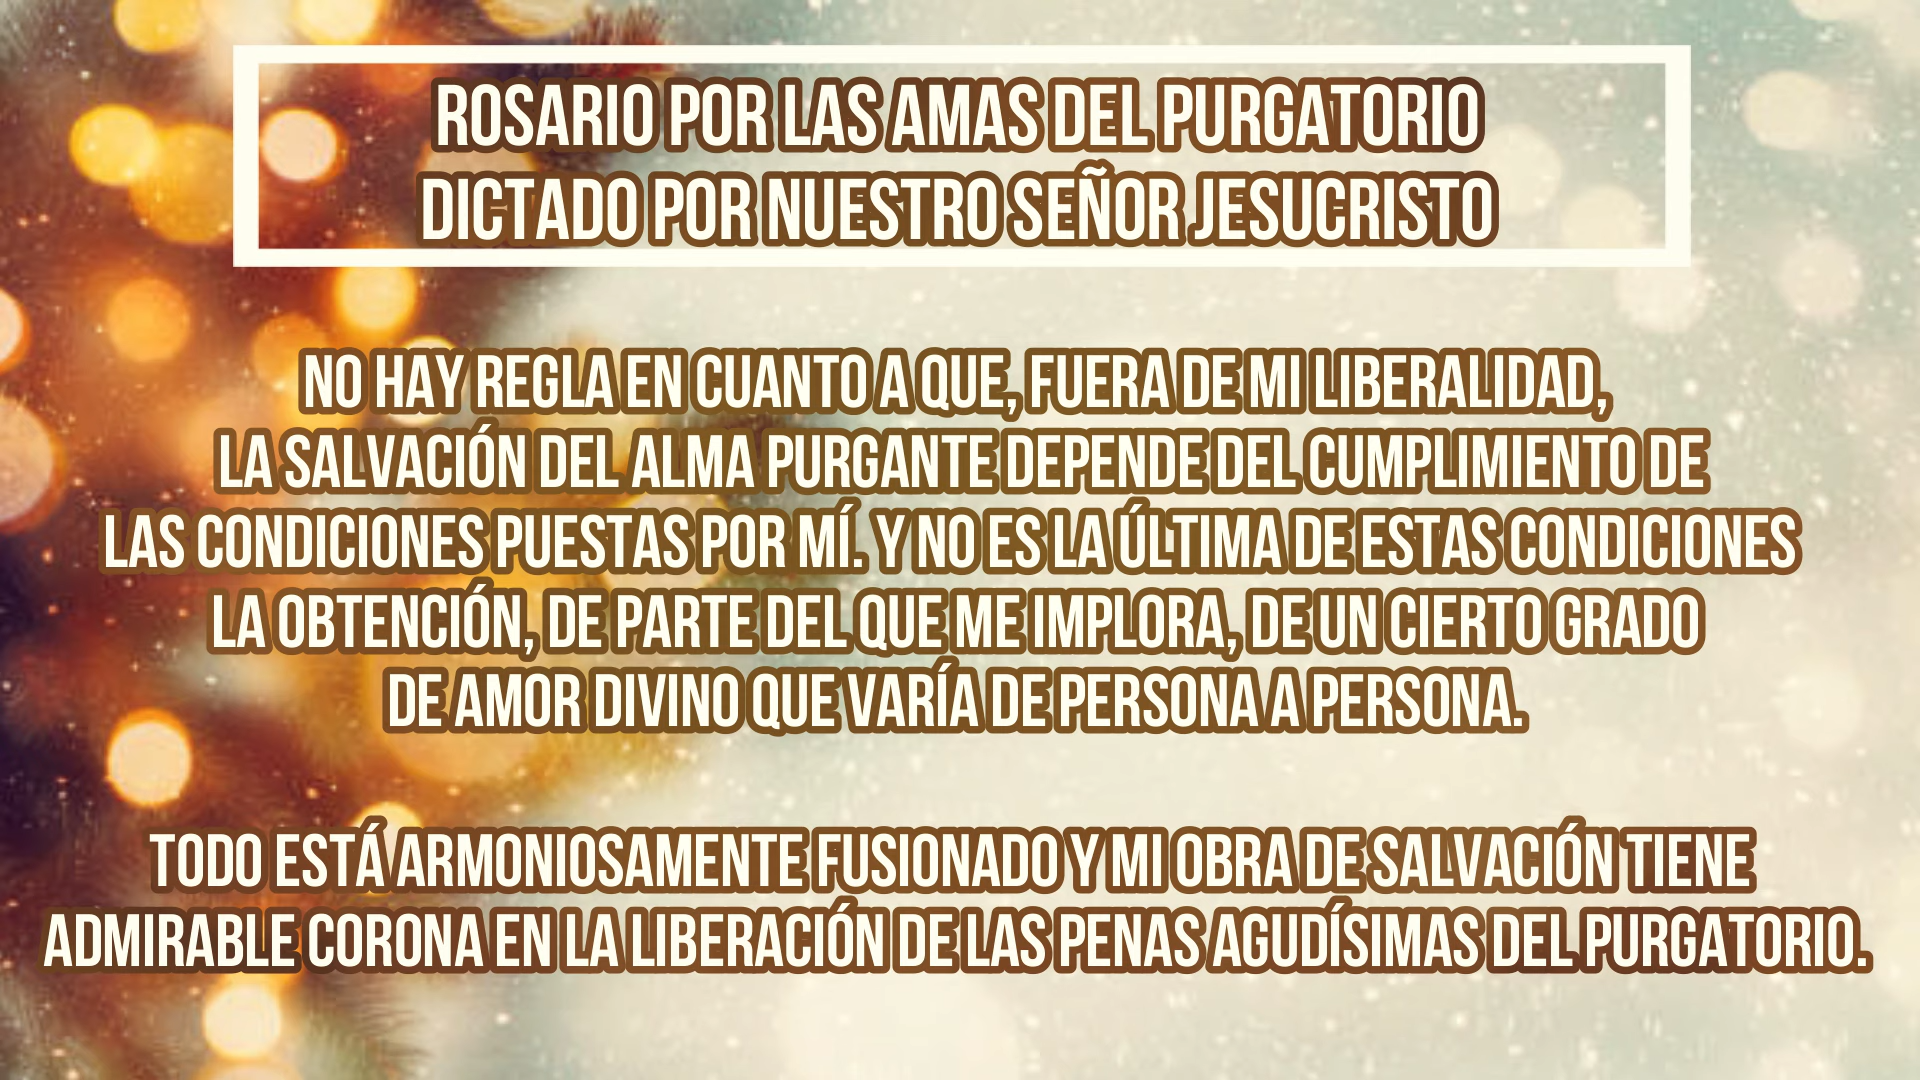 ROSARIO POR LAS AMAS DEL PURGATORIO
DICTADO POR NUESTRO SEÑOR JESUCRISTO
NO HAY REGLA EN CUANTO A QUE, FUERA DE MI LIBERALIDAD,
LA SALVACIÓN DEL ALMA PURGANTE DEPENDE DEL CUMPLIMIENTO DE
LAS CONDICIONES PUESTAS POR MÍ. Y NO ES LA ÚLTIMA DE ESTAS CONDICIONES
LA OBTENCIÓN, DE PARTE DEL QUE ME IMPLORA, DE UN CIERTO GRADO
DE AMOR DIVINO QUE VARÍA DE PERSONA A PERSONA.
TODO ESTÁ ARMONIOSAMENTE FUSIONADO Y MI OBRA DE SALVACIÓN TIENE
ADMIRABLE CORONA EN LA LIBERACIÓN DE LAS PENAS AGUDÍSIMAS DEL PURGATORIO.